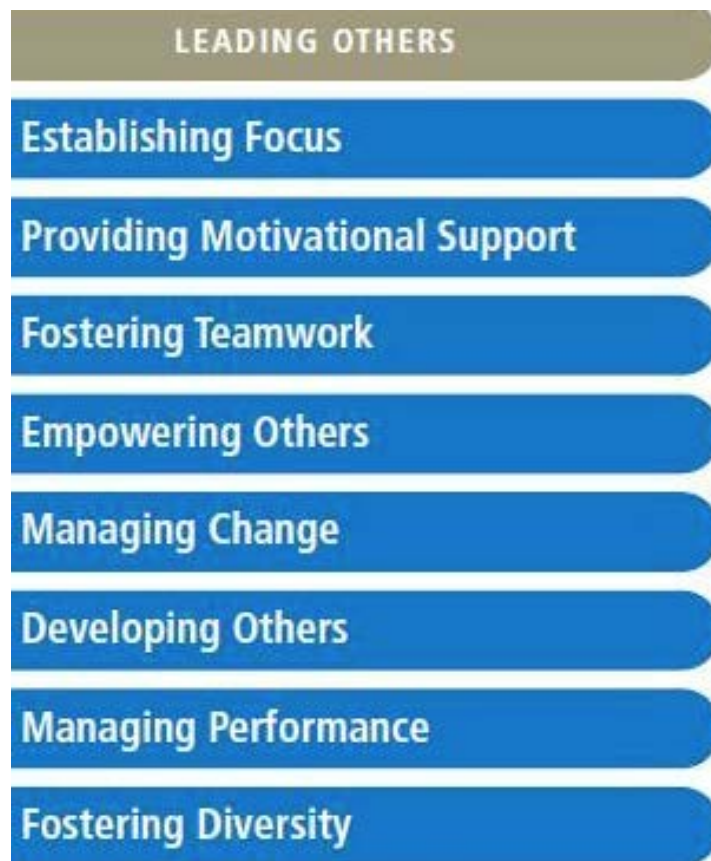 LEADING OTHERS
Establishing Focus
Providing Motivational Support
Fostering Teamwork
Empowering Others
Managing Change
Developing Others
Managing Performance
Fostering Diversity